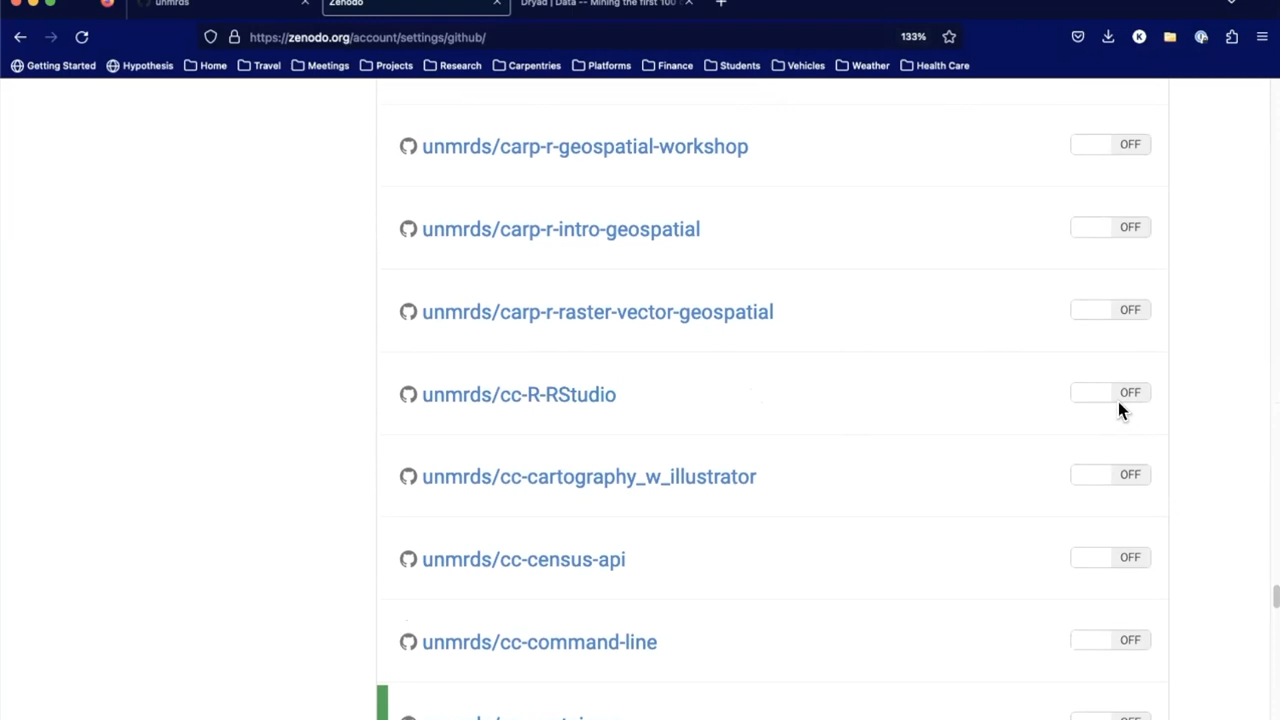 unmrds
Zenodo
Dryad | Data -- Mining the first 100
https://zenodo.org/account/settings/github/
133%
K
Getting Started
Hypothesis
Home
Travel
Meetings
Projects
Research
Carpentries
Platforms
Finance
Students
Vehicles
Weather
Health Care
unmrds/carp-r-geospatial-workshop
OFF
unmrds/carp-r-intro-geospatial
OFF
unmrds/carp-r-raster-vector-geospatial
OFF
unmrds/cc-R-RStudio
OFF
unmrds/cc-cartography_w_illustrator
OFF
unmrds/cc-census-api
OFF
unmrds/cc-command-line
OFF